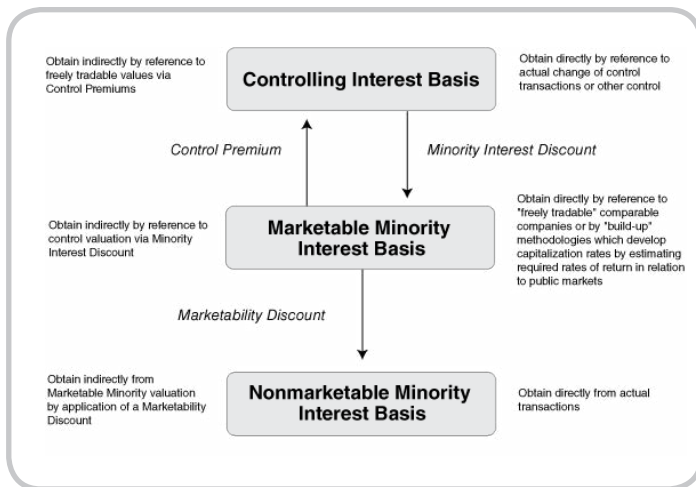 Obtain indirectly by reference to
freely tradable values via
Control Premiums
Controlling Interest Basis
Obtain directly by reference to
actual change of control
transactions or other control
Control Premium
Minority Interest Discount
Obtain indirectly by reference to
control valuation via Minority
Interest Discount
Marketable Minority
Interest Basis
Obtain directly by reference to
"freely tradable" comparable
companies or by "build-up"
methodologies which develop
capitalization rates by estimating
required rates of return in relation
to public markets
Marketability Discount
Obtain indirectly from
Marketable Minority valuation
by application of a Marketability
Discount
Nonmarketable Minority
Interest Basis
Obtain directly from actual
transactions